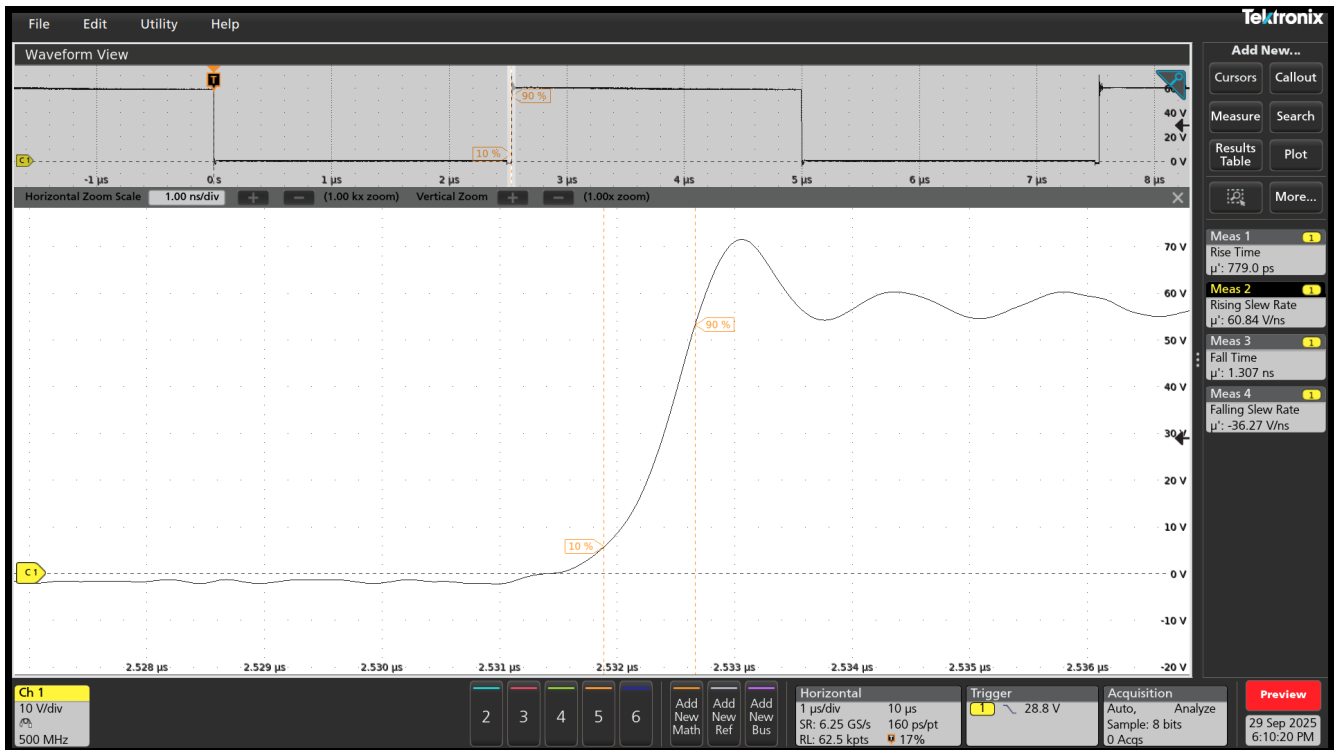 File Edit Utility Help
Tektronix
Waveform View
Add New...
Cursors Callout
Measure Search
Results Table Plot
More...
T
90 %
10 %
C1
60 V
40 V
20 V
0 V
-1 µs 0 s 1 µs 2 µs 3 µs 4 µs 5 µs 6 µs 7 µs 8 µs
Horizontal Zoom Scale 1.00 ns/div + − (1.00 kx zoom) Vertical Zoom + − (1.00x zoom) ×
70 V
60 V
50 V
40 V
30 V
20 V
10 V
0 V
-10 V
-20 V
90 %
10 %
C1
2.528 µs 2.529 µs 2.530 µs 2.531 µs 2.532 µs 2.533 µs 2.534 µs 2.535 µs 2.536 µs
Meas 1 1
Rise Time
µ': 779.0 ps
Meas 2 1
Rising Slew Rate
µ': 60.84 V/ns
Meas 3 1
Fall Time
µ': 1.307 ns
Meas 4 1
Falling Slew Rate
µ': -36.27 V/ns
Ch 1
10 V/div
500 MHz
2 3 4 5 6
Add New Math
Add New Ref
Add New Bus
Horizontal
1 µs/div 10 µs
SR: 6.25 GS/s 160 ps/pt
RL: 62.5 kpts 17%
Trigger
1 28.8 V
Acquisition
Auto, Analyze
Sample: 8 bits
0 Acqs
Preview
29 Sep 2025
6:10:20 PM